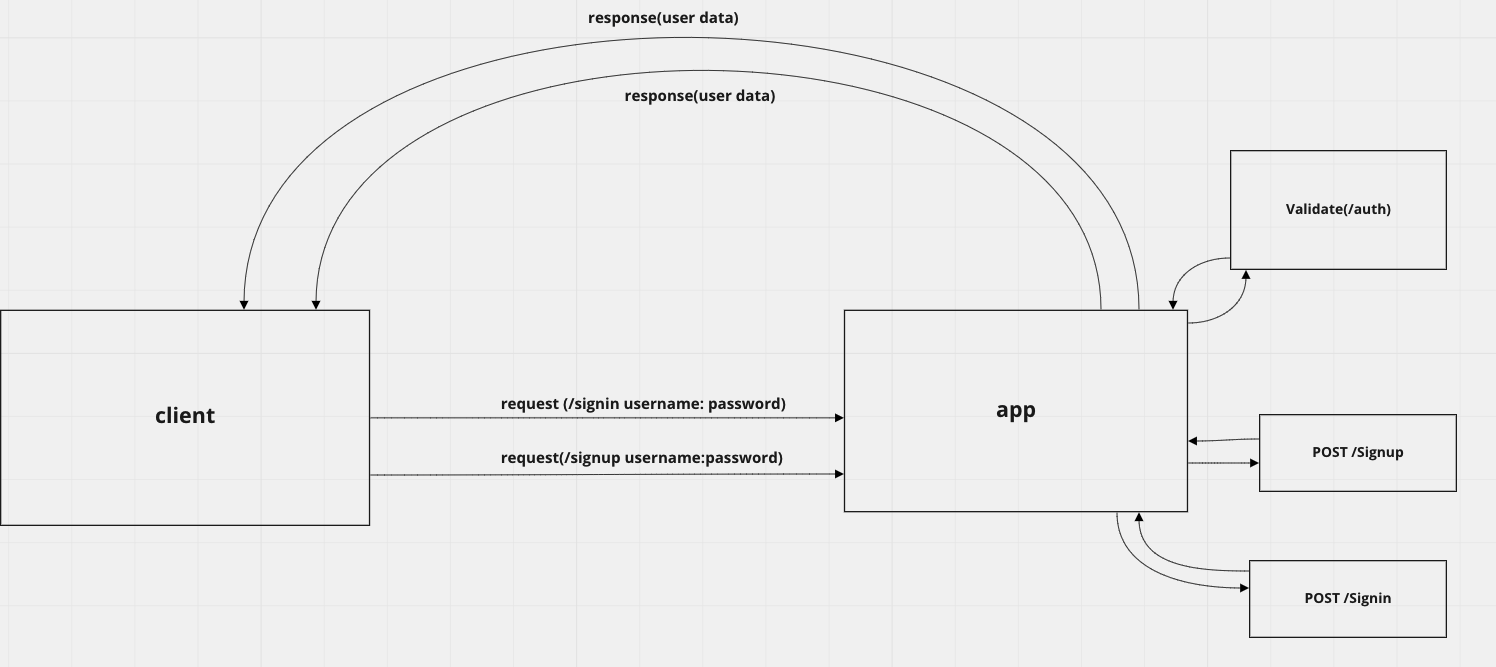 response(user data)
response(user data)
Validate(/auth)
request (/signin username: password)
client
app
request(/signup username:password)
POST /Signup
POST /Signin